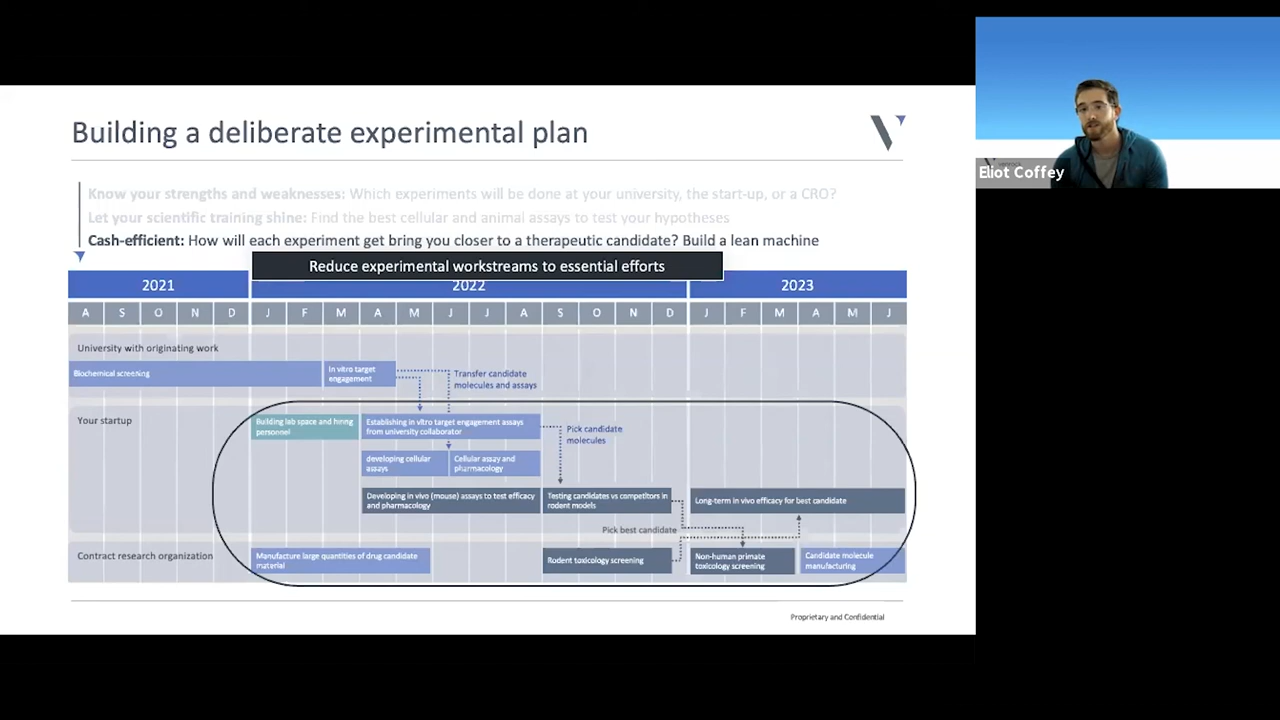 Building a deliberate experimental plan
Know your strengths and weaknesses: Which experiments will be done at your university, the start-up, or a CRO?
Let your scientific training shine: Find the best cellular and animal assays to test your hypotheses
Cash-efficient: How will each experiment get bring you closer to a therapeutic candidate? Build a lean machine
Reduce experimental workstreams to essential efforts
2021
2022
2023
A S O N D J F M A M J J A S O N D J F M A M J
University with originating work
Biochemical screening
In vitro target
engagement
Transfer candidate
molecules and assays
Your startup
Building lab space and hiring
personnel
Establishing in vitro target engagement assays
from university collaborator
Pick candidate
molecules
developing cellular
assays
Cellular assay and
pharmacology
Developing in vivo (mouse) assays to test efficacy
and pharmacology
Testing candidates vs competitors in
rodent models
Long-term in vivo efficacy for best candidate
Pick best candidate
Contract research organization
Manufacture large quantities of drug candidate
material
Rodent toxicology screening
Non-human primate
toxicology screening
Candidate molecule
manufacturing
Proprietary and Confidential
Eliot Coffey